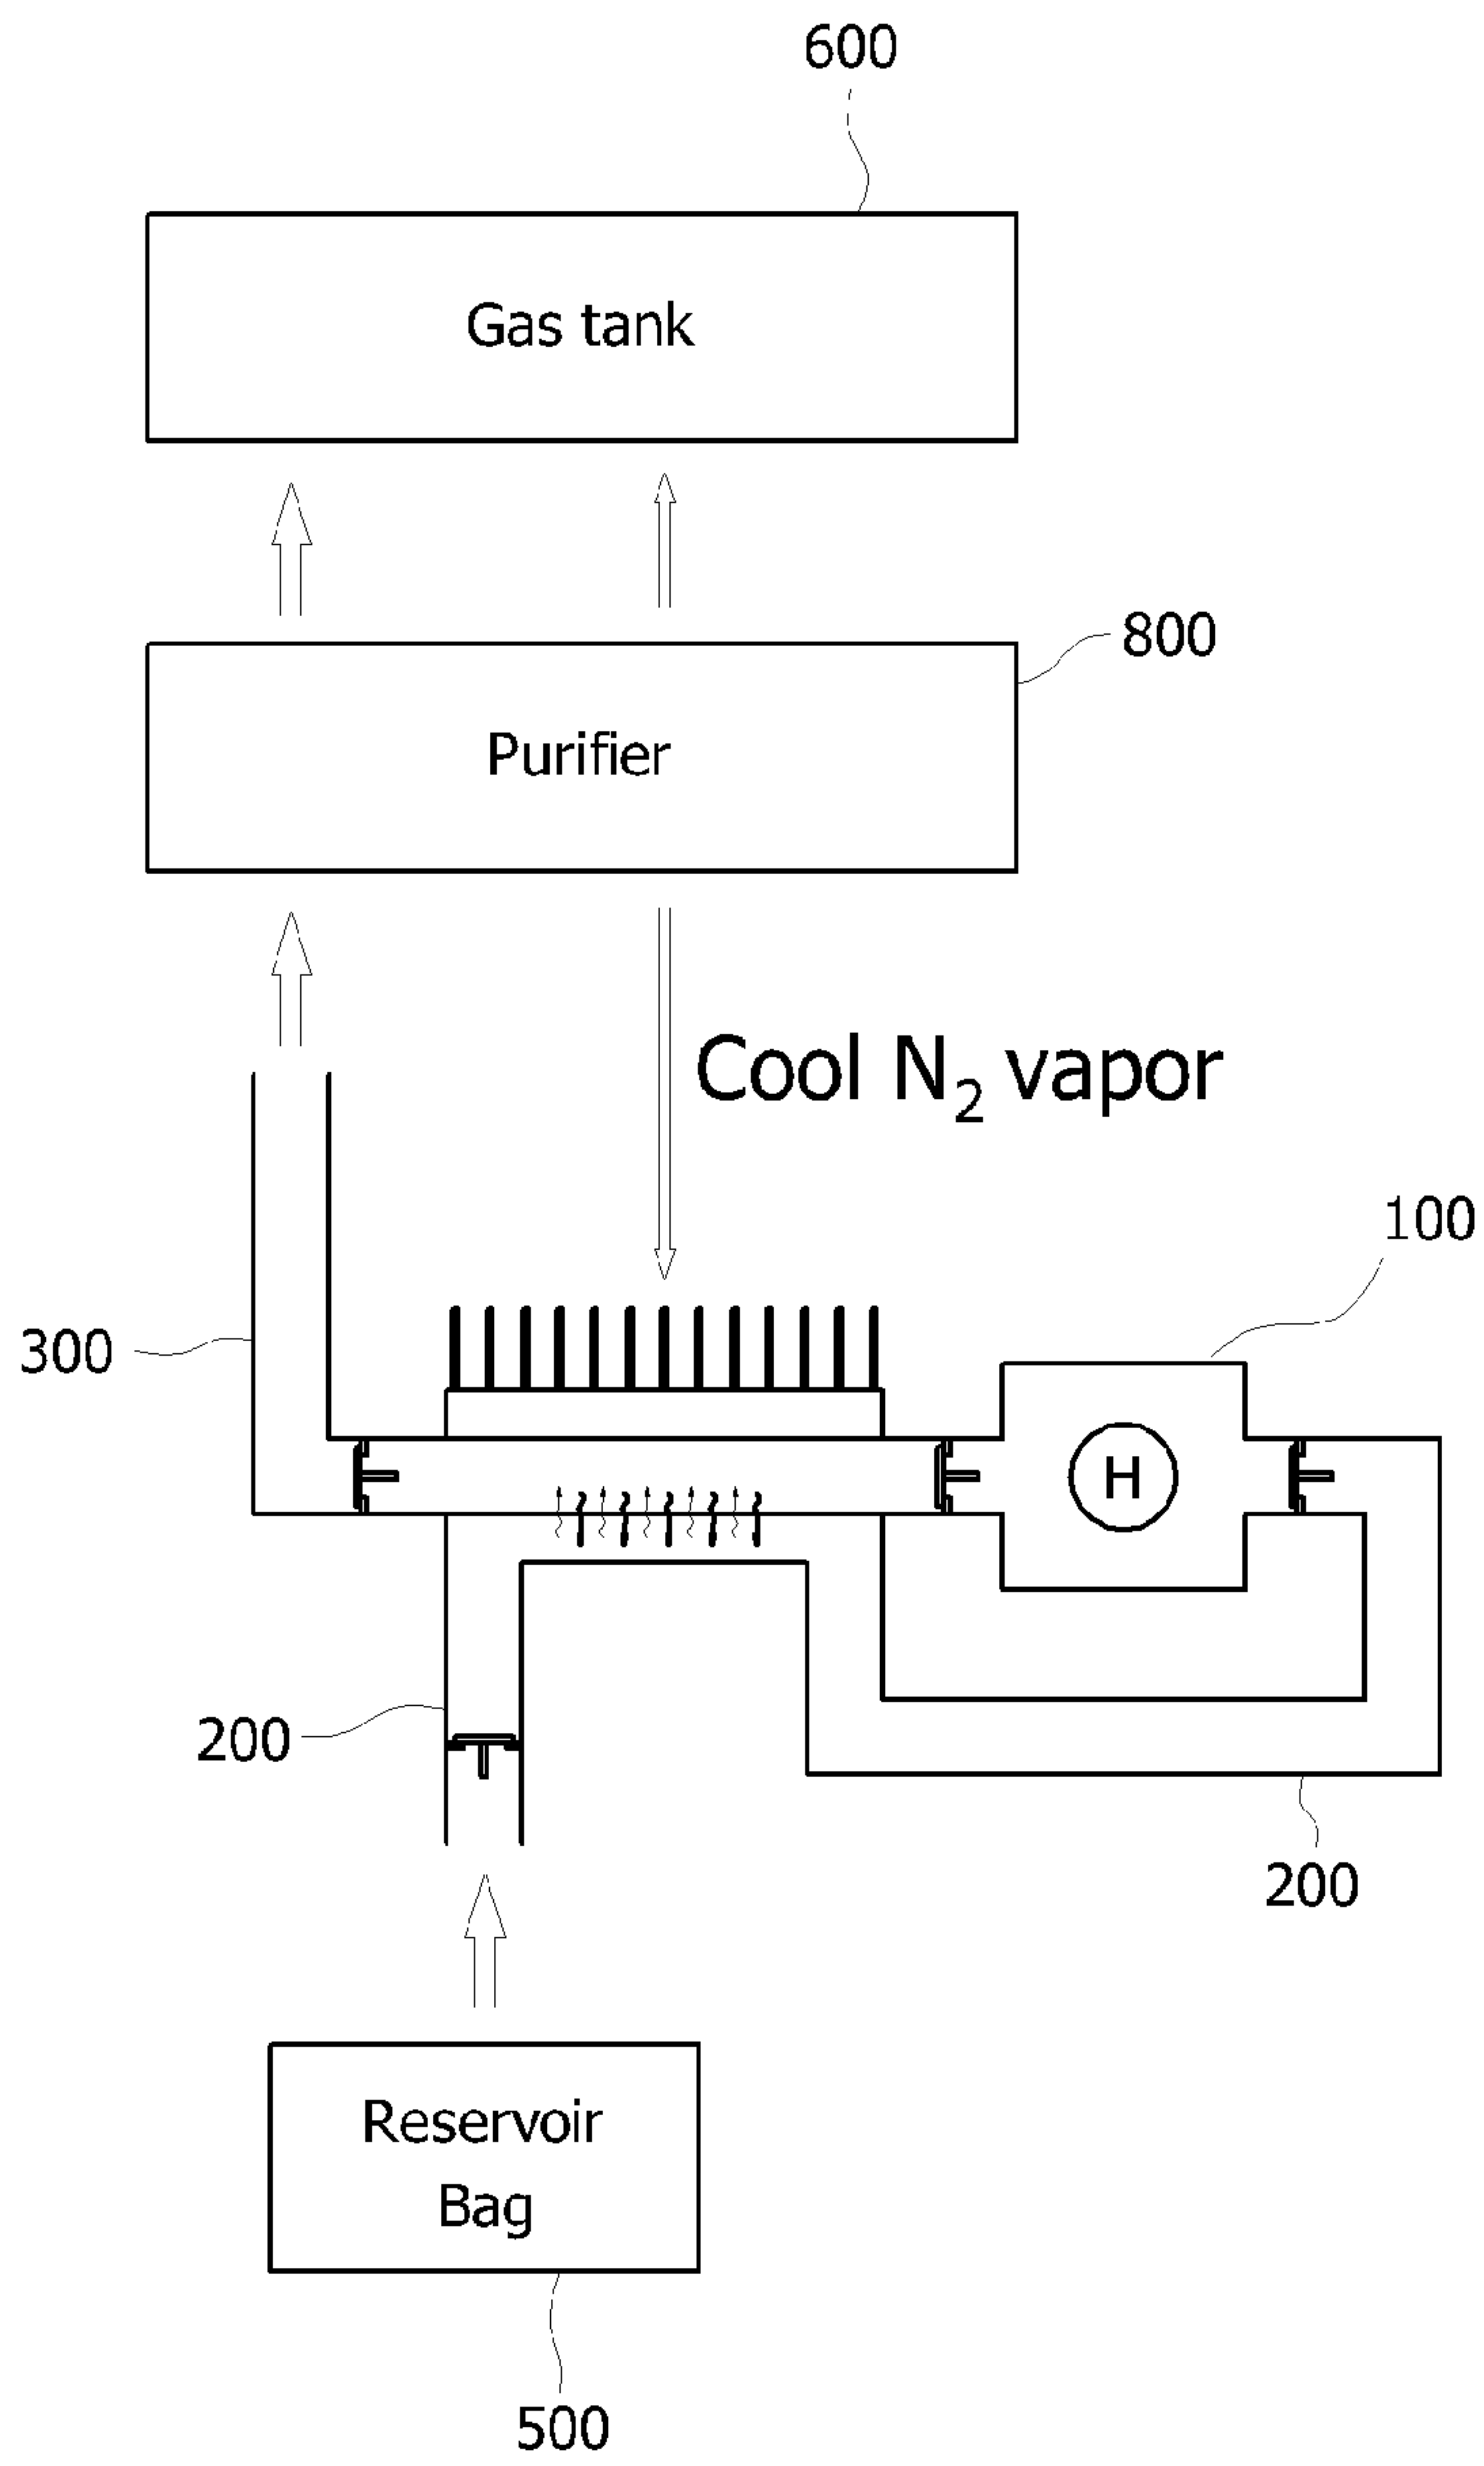 600
Gas tank
800
Purifier
Cool N₂ vapor
100
300
H
200
200
Reservoir
Bag
500